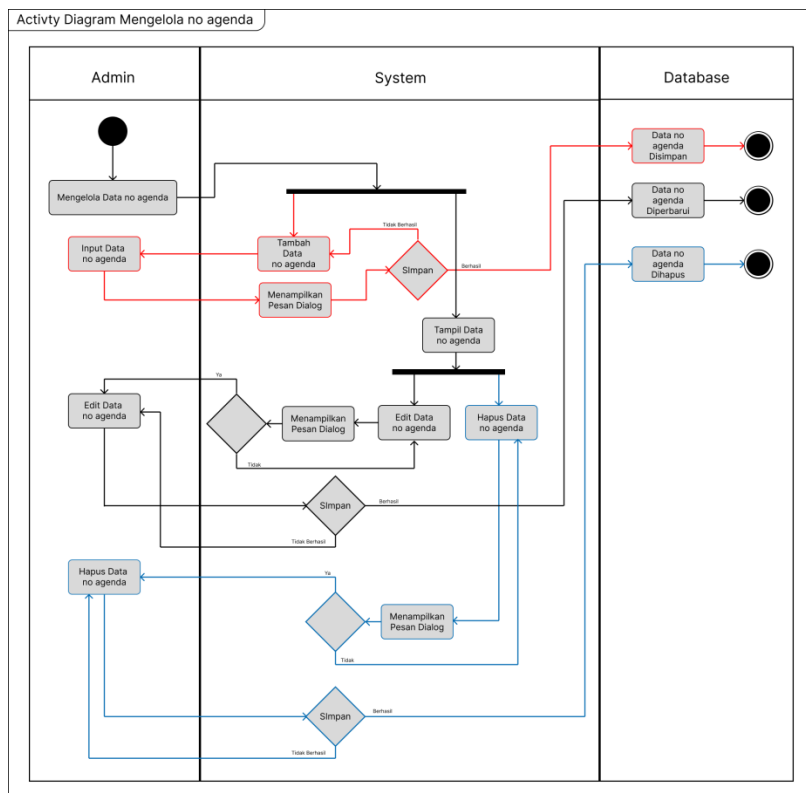 Activty Diagram Mengelola no agenda
Admin
System
Database
Mengelola Data no agenda
Data no
agenda
Disimpan
Data no
agenda
Diperbarui
Data no
agenda
Dihapus
Input Data
no agenda
Tambah
Data
no agenda
Tidak Berhasil
SImpan
Berhasil
Menampilkan
Pesan Dialog
Tampil Data
no agenda
Ya
Edit Data
no agenda
Menampilkan
Pesan Dialog
Edit Data
no agenda
Hapus Data
no agenda
Tidak
SImpan
Berhasil
Tidak Berhasil
Hapus Data
no agenda
Ya
Menampilkan
Pesan Dialog
Tidak
SImpan
Berhasil
Tidak Berhasil